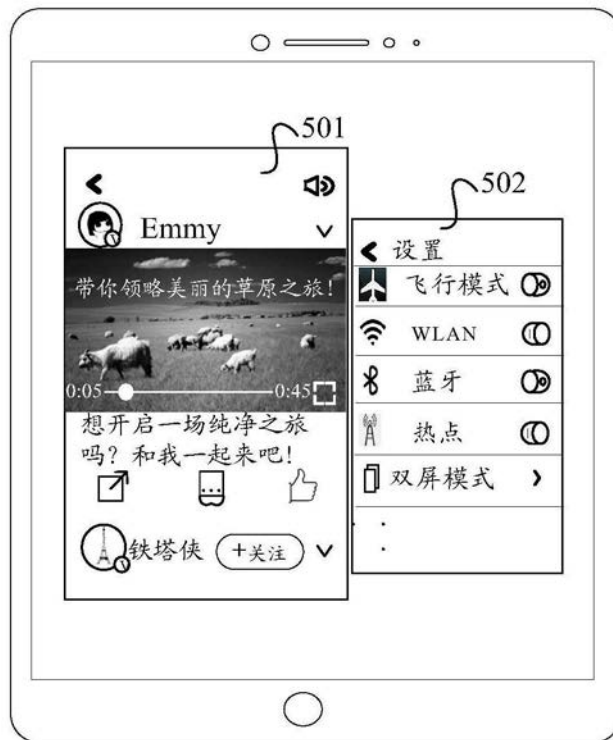 501
Emmy
带你领略美丽的草原之旅!
0:05
0:45
想开启一场纯净之旅
吗? 和我一起来吧!
铁塔侠
+关注
502
设置
飞行模式
WLAN
蓝牙
热点
双屏模式